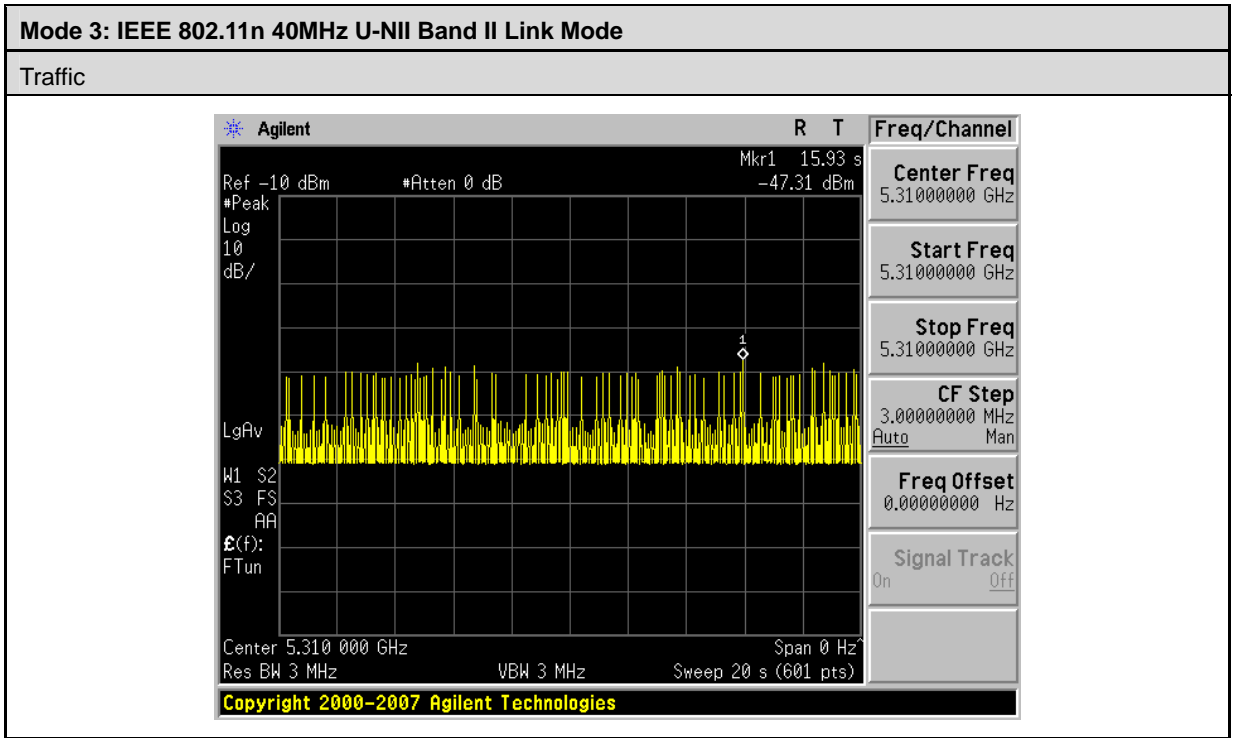 Mode 3: IEEE 802.11n 40MHz U-NII Band II Link Mode
Traffic
Agilent R T Freq/Channel
Mkr1 15.93 s
Ref -10 dBm #Atten 0 dB -47.31 dBm
#Peak
Log
10
dB/
1
LgAv
W1 S2
S3 FS
AA
£(f):
FTun
Center 5.310 000 GHz Span 0 Hz^
Res BW 3 MHz VBW 3 MHz Sweep 20 s (601 pts)
Center Freq
5.31000000 GHz
Start Freq
5.31000000 GHz
Stop Freq
5.31000000 GHz
CF Step
3.00000000 MHz
Auto Man
Freq Offset
0.00000000 Hz
Signal Track
On Off
Copyright 2000-2007 Agilent Technologies